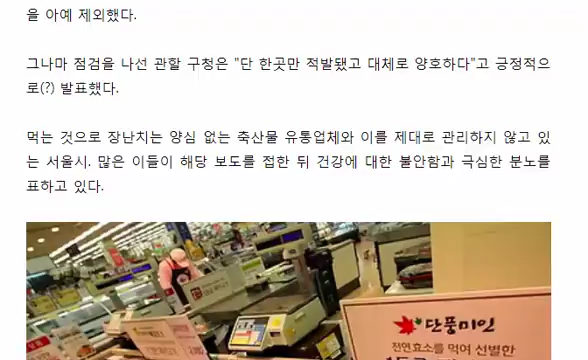 을 아예 제외했다.
그나마 점검을 나선 관할 구청은 "단 한곳만 적발됐고 대체로 양호하다"고 긍정적으
로(?) 발표했다.
먹는 것으로 장난치는 양심 없는 축산물 유통업체와 이를 제대로 관리하지 않고 있
는 서울시. 많은 이들이 해당 보도를 접한 뒤 건강에 대한 불안함과 극심한 분노를
표하고 있다.
단풍미인
천연효소를 먹여 선별한